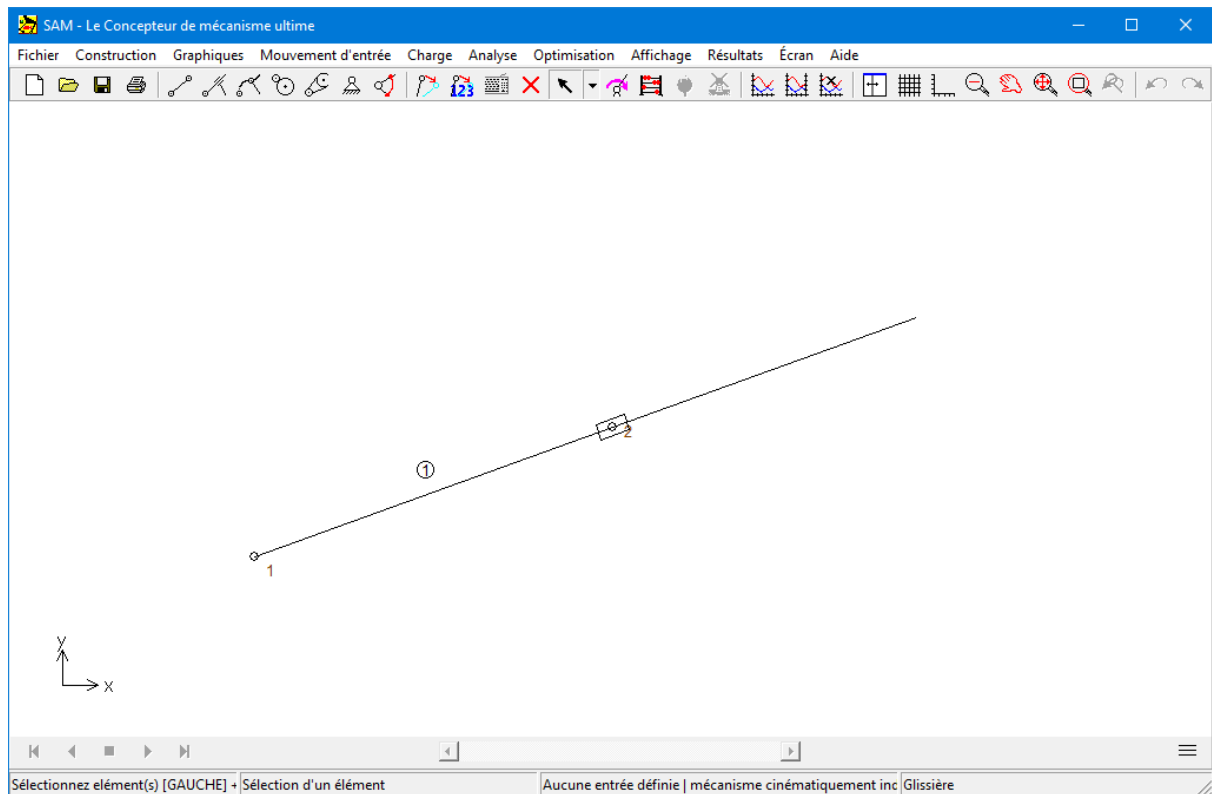 SAM - Le Concepteur de mécanisme ultime
Fichier Construction Graphiques Mouvement d'entrée Charge Analyse Optimisation Affichage Résultats Écran Aide
123
2
1
1
y
x
Sélectionnez elément(s) [GAUCHE] + Sélection d'un élément Aucune entrée définie | mécanisme cinématiquement inc Glissière